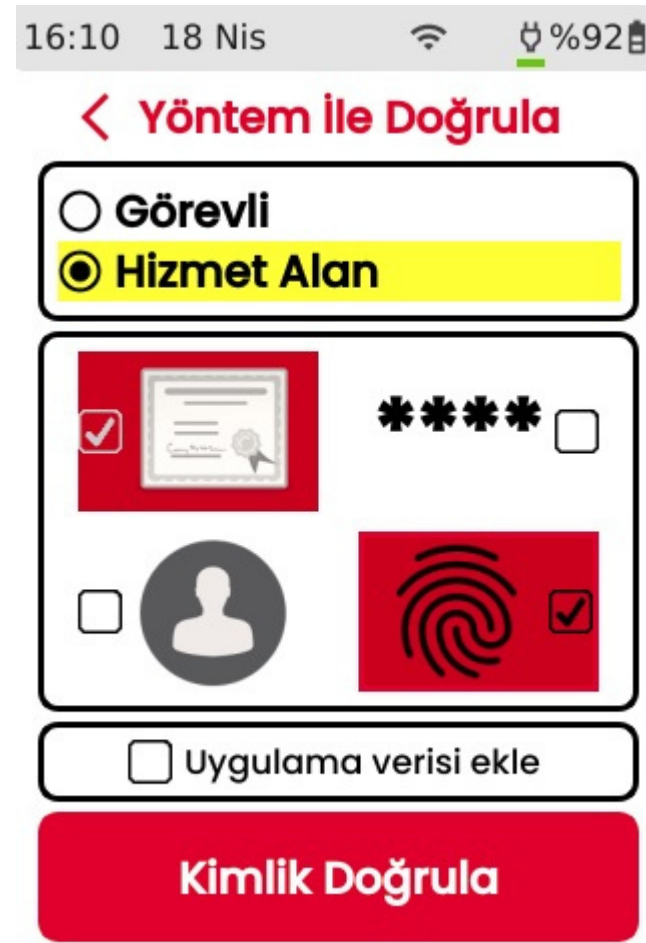 16:10 18 Nis %92
Yöntem İle Doğrula
Görevli
Hizmet Alan
****
Uygulama verisi ekle
Kimlik Doğrula